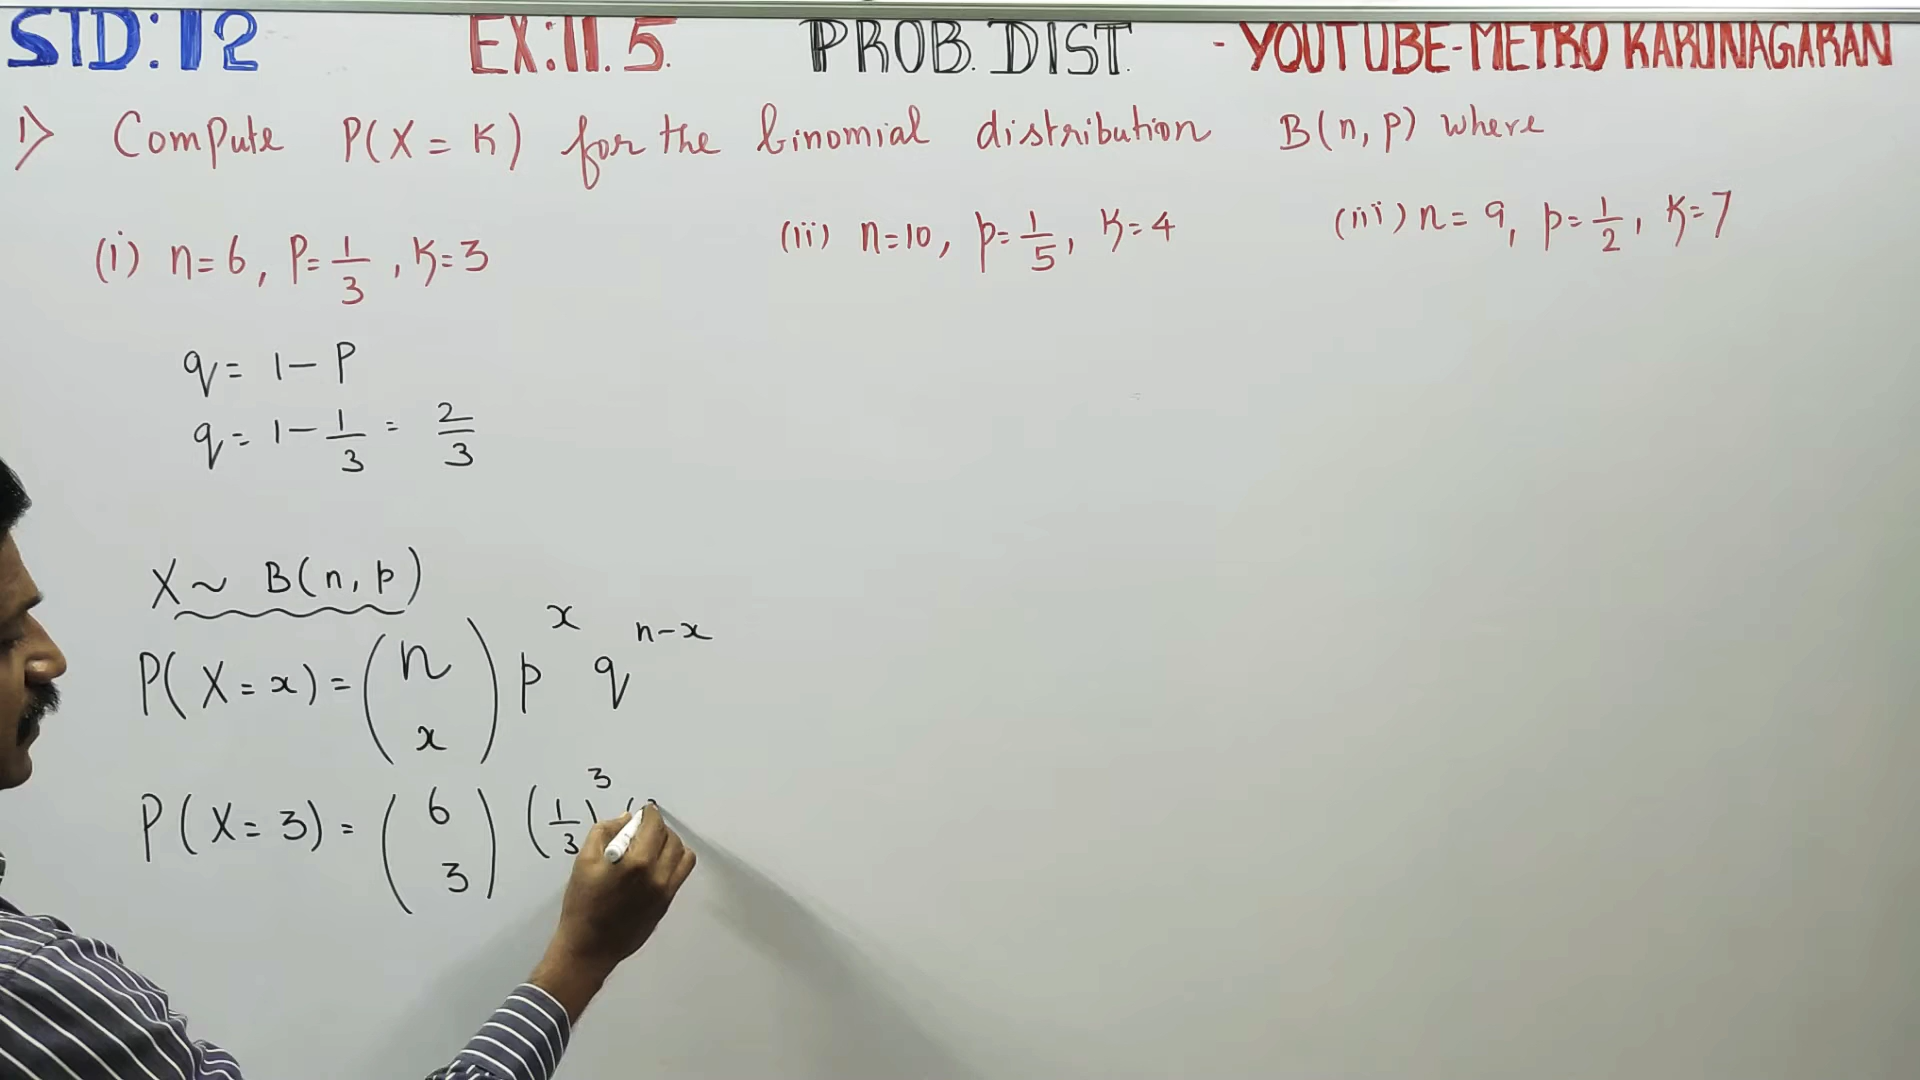 STD:12 EX:11.5. PROB. DIST. - YOUTUBE-METRO KARUNAGARAN
1) Compute P(X = K) for the binomial distribution B(n, p) where
(i) n=6, P=1/3, K=3 (ii) n=10, p=1/5, K=4 (iii) n=9, p=1/2, K=7
q = 1 - P
q = 1 - 1/3 = 2/3
X ~ B(n, p)
P(X = x) = (n x) p^x q^(n-x)
P(X = 3) = (6 3) (1/3)^3 (